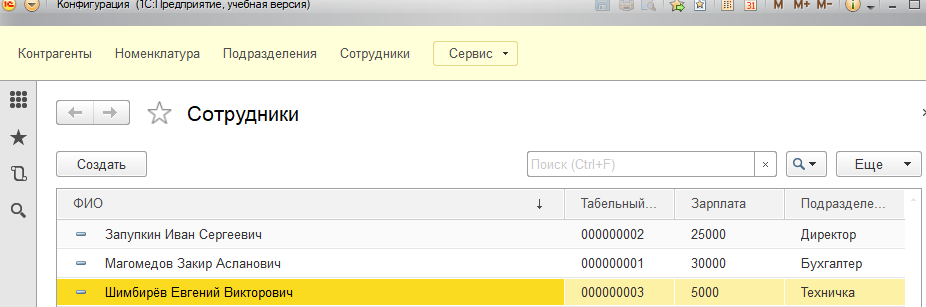 Конфигурация (1С:Предприятие, учебная версия)
M M+ M-
Контрагенты Номенклатура Подразделения Сотрудники Сервис
Сотрудники
Создать Поиск (Ctrl+F) × Еще
ФИО ↓ Табельный... Зарплата Подразделе...
Запупкин Иван Сергеевич 000000002 25000 Директор
Магомедов Закир Асланович 000000001 30000 Бухгалтер
Шимбирёв Евгений Викторович 000000003 5000 Техничка